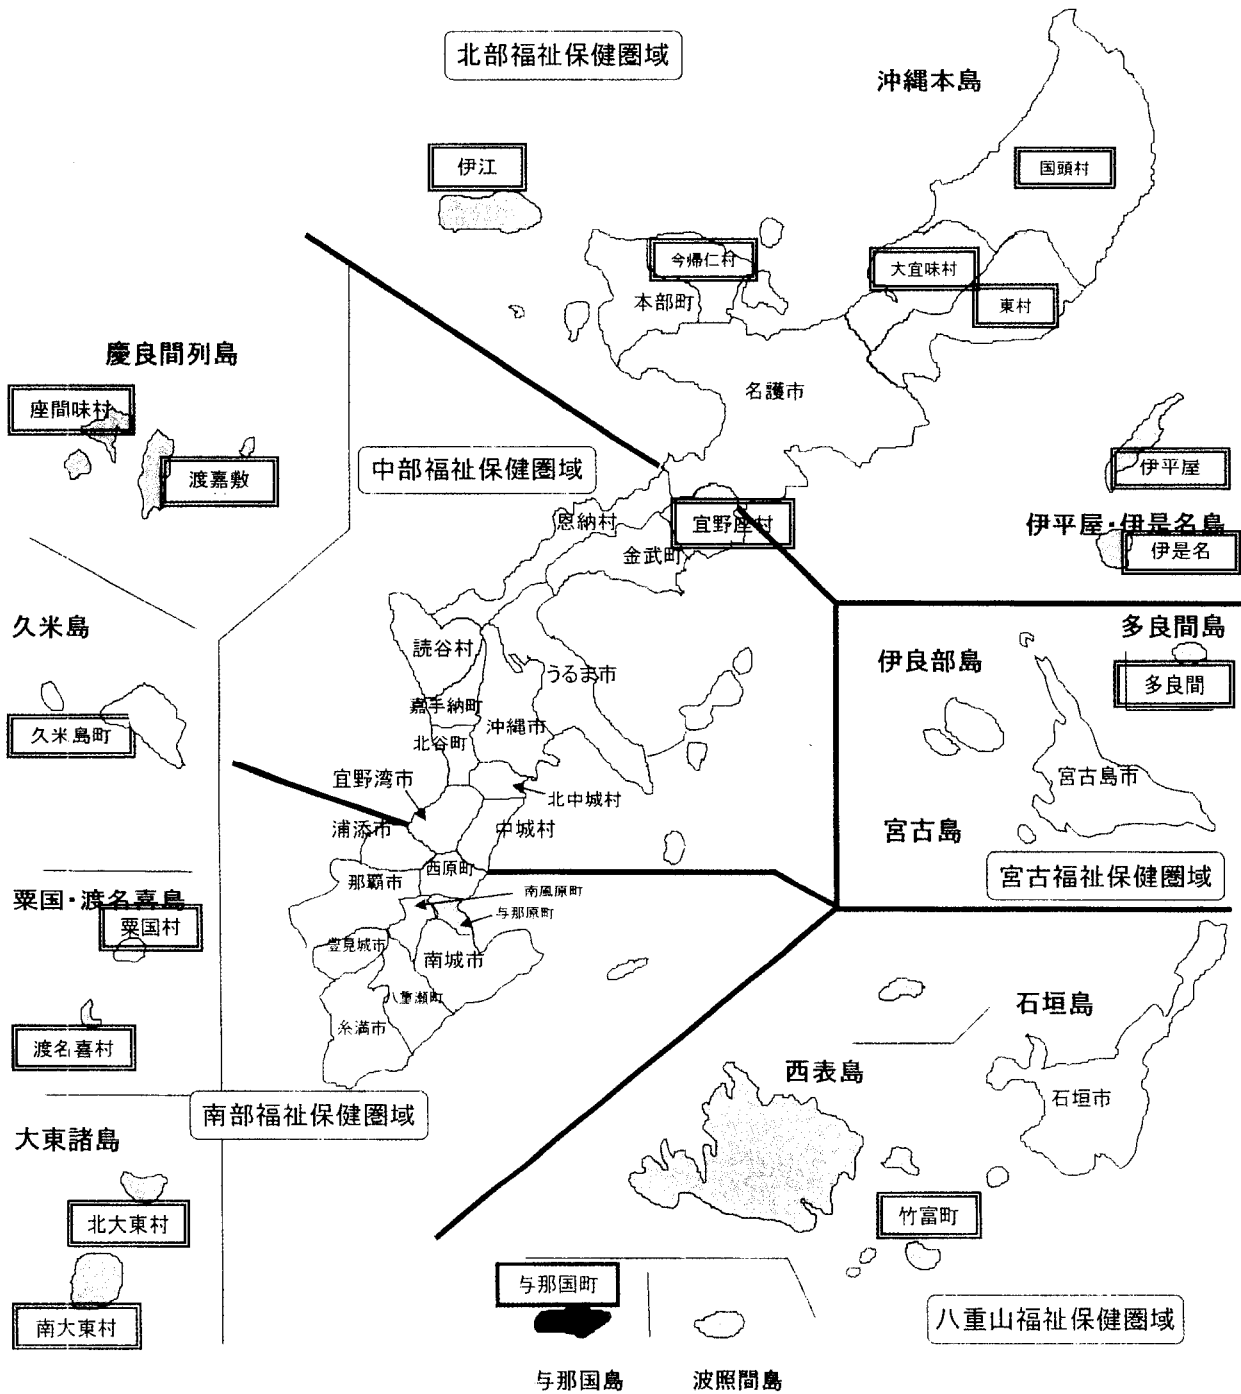 北部福祉保健圏域
沖縄本島
伊江
国頭村
今帰仁村
大宜味村
本部町
東村
慶良間列島
座間味村
名護市
渡嘉敷
中部福祉保健圏域
伊平屋
恩納村
宜野座村
伊平屋・伊是名島
金武町
伊是名
久米島
多良間島
読谷村
伊良部島
うるま市
多良間
嘉手納町
沖縄市
久米島町
北谷町
宜野湾市
宮古島市
北中城村
浦添市
中城村
宮古島
西原町
那覇市
宮古福祉保健圏域
粟国・渡名喜島
南風原町
粟国村
与那原町
豊見城市
南城市
八重瀬町
石垣島
糸満市
渡名喜村
西表島
石垣市
南部福祉保健圏域
大東諸島
北大東村
竹富町
与那国町
南大東村
八重山福祉保健圏域
与那国島
波照間島